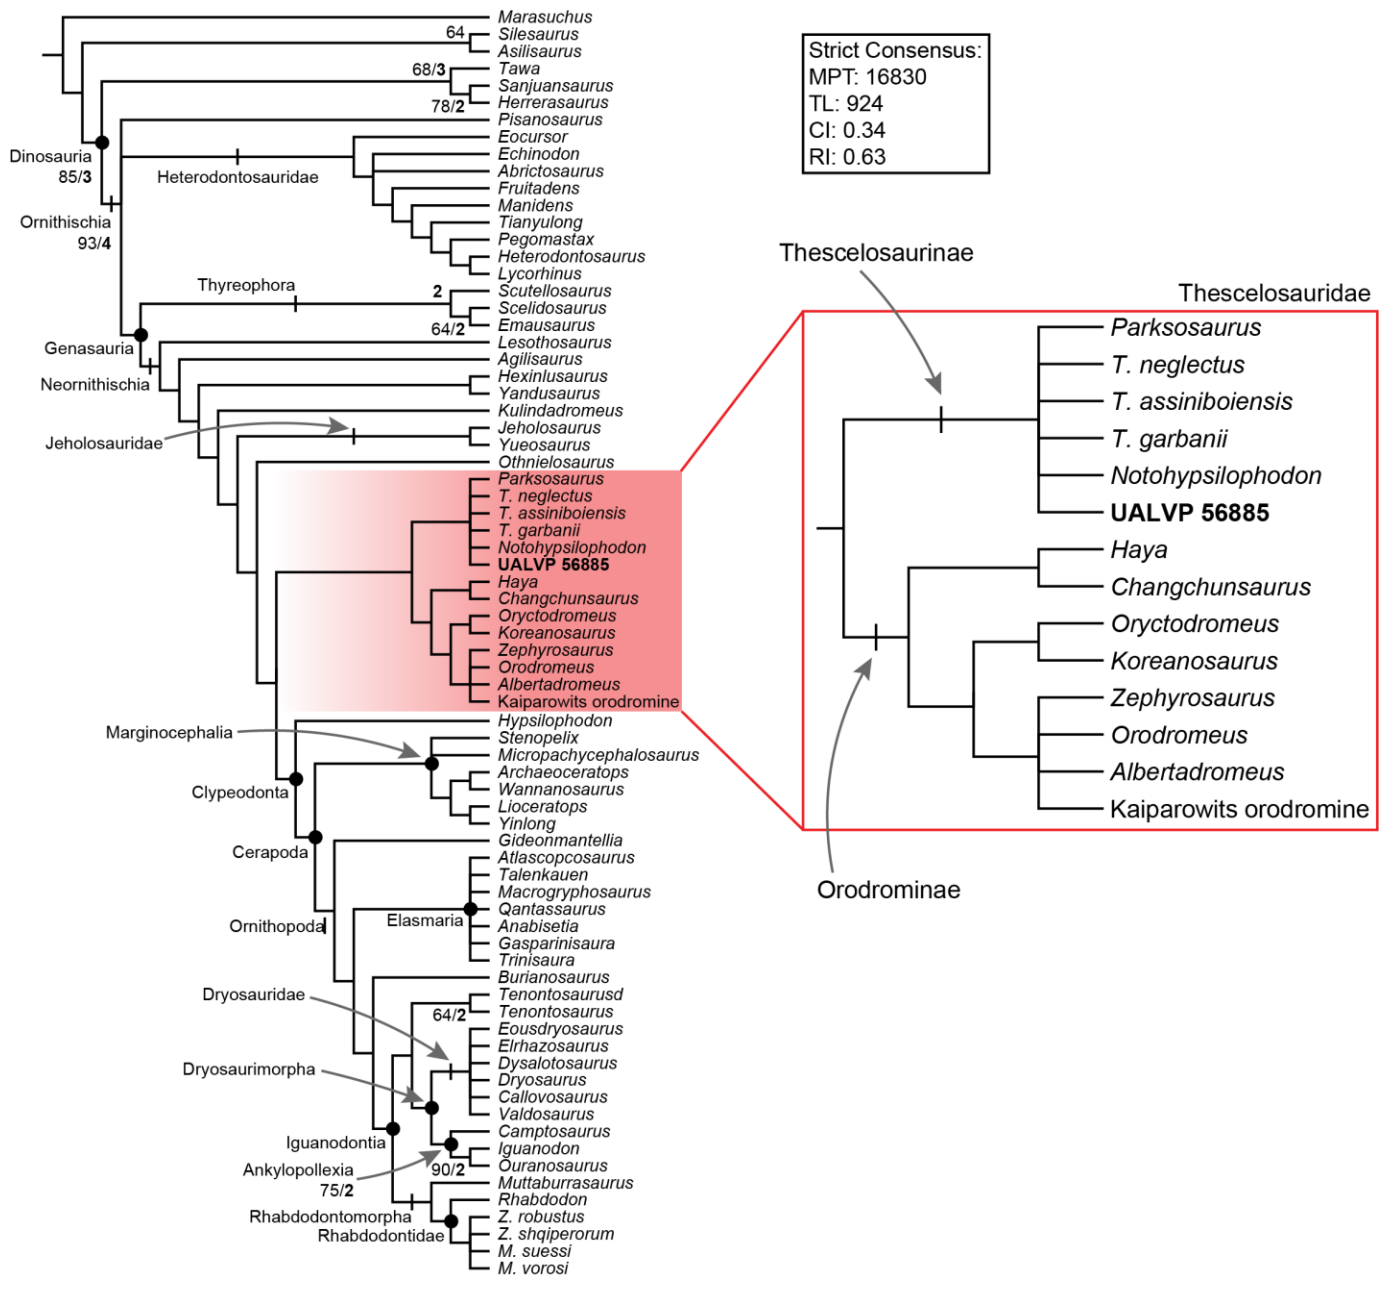 Marasuchus
64
Silesaurus
Asilisaurus
68/3
Tawa
Sanjuansaurus
78/2
Herrerasaurus
Pisanosaurus
Eocursor
Dinosauria
85/3
Echinodon
Heterodontosauridae
Abrictosaurus
Fruitadens
Manidens
Ornithischia
93/4
Tianyulong
Pegomastax
Heterodontosaurus
Lycorhinus
Thyreophora
2
Scutellosaurus
Scelidosaurus
64/2
Emausaurus
Genasauria
Lesothosaurus
Agilisaurus
Neornithischia
Hexinlusaurus
Yandusaurus
Kulindadromeus
Jeholosauridae
Jeholosaurus
Yueosaurus
Othnielosaurus
Parksosaurus
T. neglectus
T. assiniboiensis
T. garbanii
Notohypsilophodon
UALVP 56885
Haya
Changchunsaurus
Oryctodromeus
Koreanosaurus
Zephyrosaurus
Orodromeus
Albertadromeus
Kaiparowits orodromine
Hypsilophodon
Marginocephalia
Stenopelix
Micropachycephalosaurus
Archaeoceratops
Clypeodonta
Wannanosaurus
Lioceratops
Yinlong
Gideonmantellia
Cerapoda
Atlascopcosaurus
Talenkauen
Macrogryphosaurus
Qantassaurus
Elasmaria
Ornithopoda
Anabisetia
Gasparinisaura
Trinisaura
Burianosaurus
Dryosauridae
Tenontosaurusd
64/2
Tenontosaurus
Eousdryosaurus
Elrhazosaurus
Dryosaurimorpha
Dysalotosaurus
Dryosaurus
Callovosaurus
Valdosaurus
Camptosaurus
Iguanodontia
Iguanodon
Ankylopollexia
75/2
90/2
Ouranosaurus
Muttaburrasaurus
Rhabdodon
Rhabdodontomorpha
Z. robustus
Rhabdodontidae
Z. shqiperorum
M. suessi
M. vorosi
Strict Consensus:
MPT: 16830
TL: 924
CI: 0.34
RI: 0.63
Thescelosaurinae
Thescelosauridae
Parksosaurus
T. neglectus
T. assiniboiensis
T. garbanii
Notohypsilophodon
UALVP 56885
Haya
Changchunsaurus
Oryctodromeus
Koreanosaurus
Zephyrosaurus
Orodromeus
Albertadromeus
Kaiparowits orodromine
Orodrominae